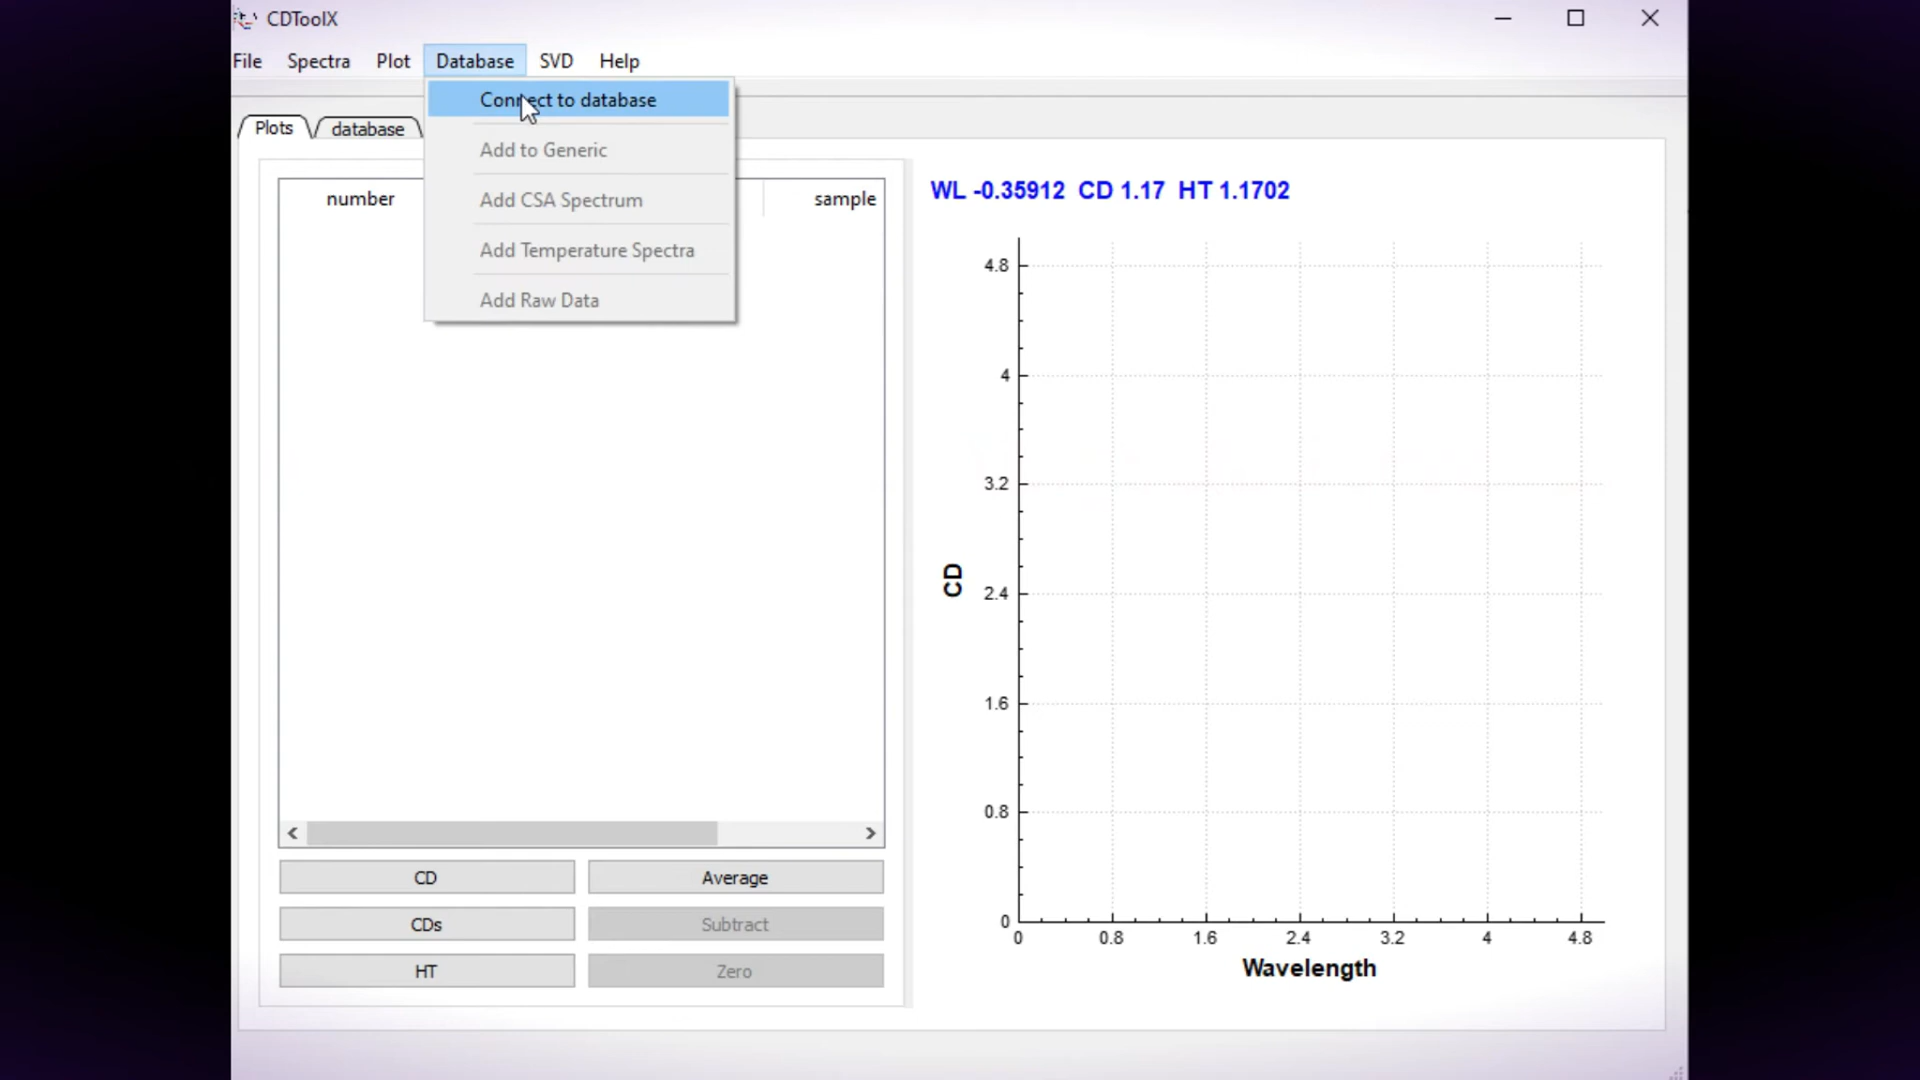 CDToolX
File Spectra Plot Database SVD Help
Connect to database
Add to Generic
Add CSA Spectrum
Add Temperature Spectra
Add Raw Data
Plots database
number sample
CD Average
CDs Subtract
HT Zero
WL -0.35912 CD 1.17 HT 1.1702
4.8
4
3.2
2.4
1.6
0.8
0
CD
0 0.8 1.6 2.4 3.2 4 4.8
Wavelength